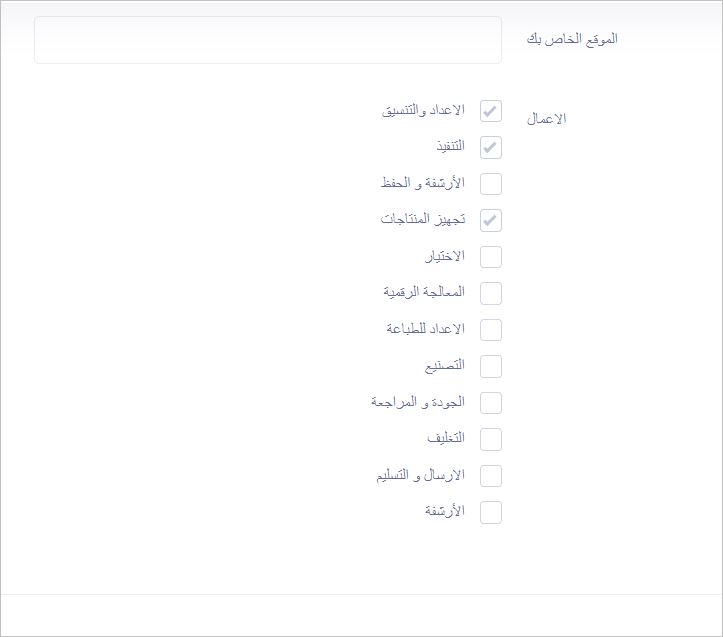 الموقع الخاص بك
الاعمال
الاعداد والتنسيق
التنفيذ
الأرشفة و الحفظ
تجهيز المنتاجات
الاختيار
المعالجة الرقمية
الاعداد للطباعة
التصنيع
الجودة و المراجعة
التغليف
الارسال و التسليم
الأرشفة